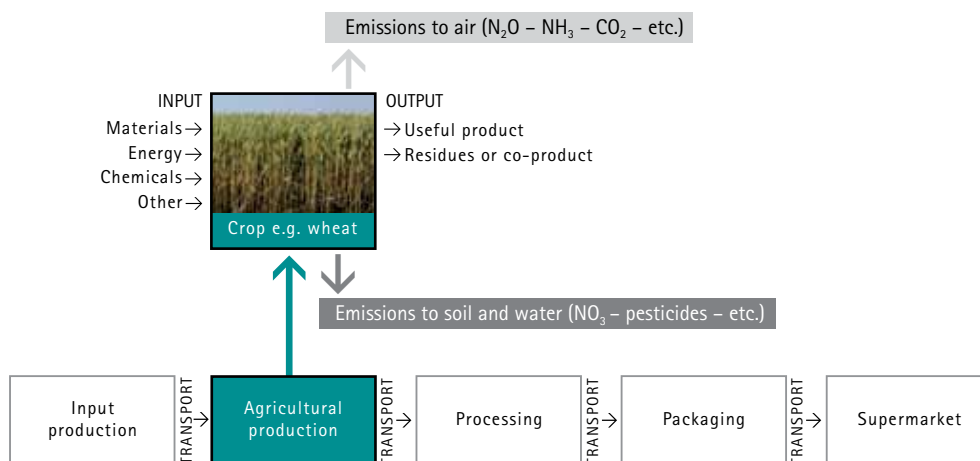 Emissions to air (N₂O – NH₃ – CO₂ – etc.)
INPUT
OUTPUT
Materials→
→Useful product
Energy→
→Residues or co-product
Chemicals→
Other→
Crop e.g. wheat
Emissions to soil and water (NO₃ – pesticides – etc.)
Input
production
TRANSPORT
Agricultural
production
TRANSPORT
Processing
TRANSPORT
Packaging
TRANSPORT
Supermarket